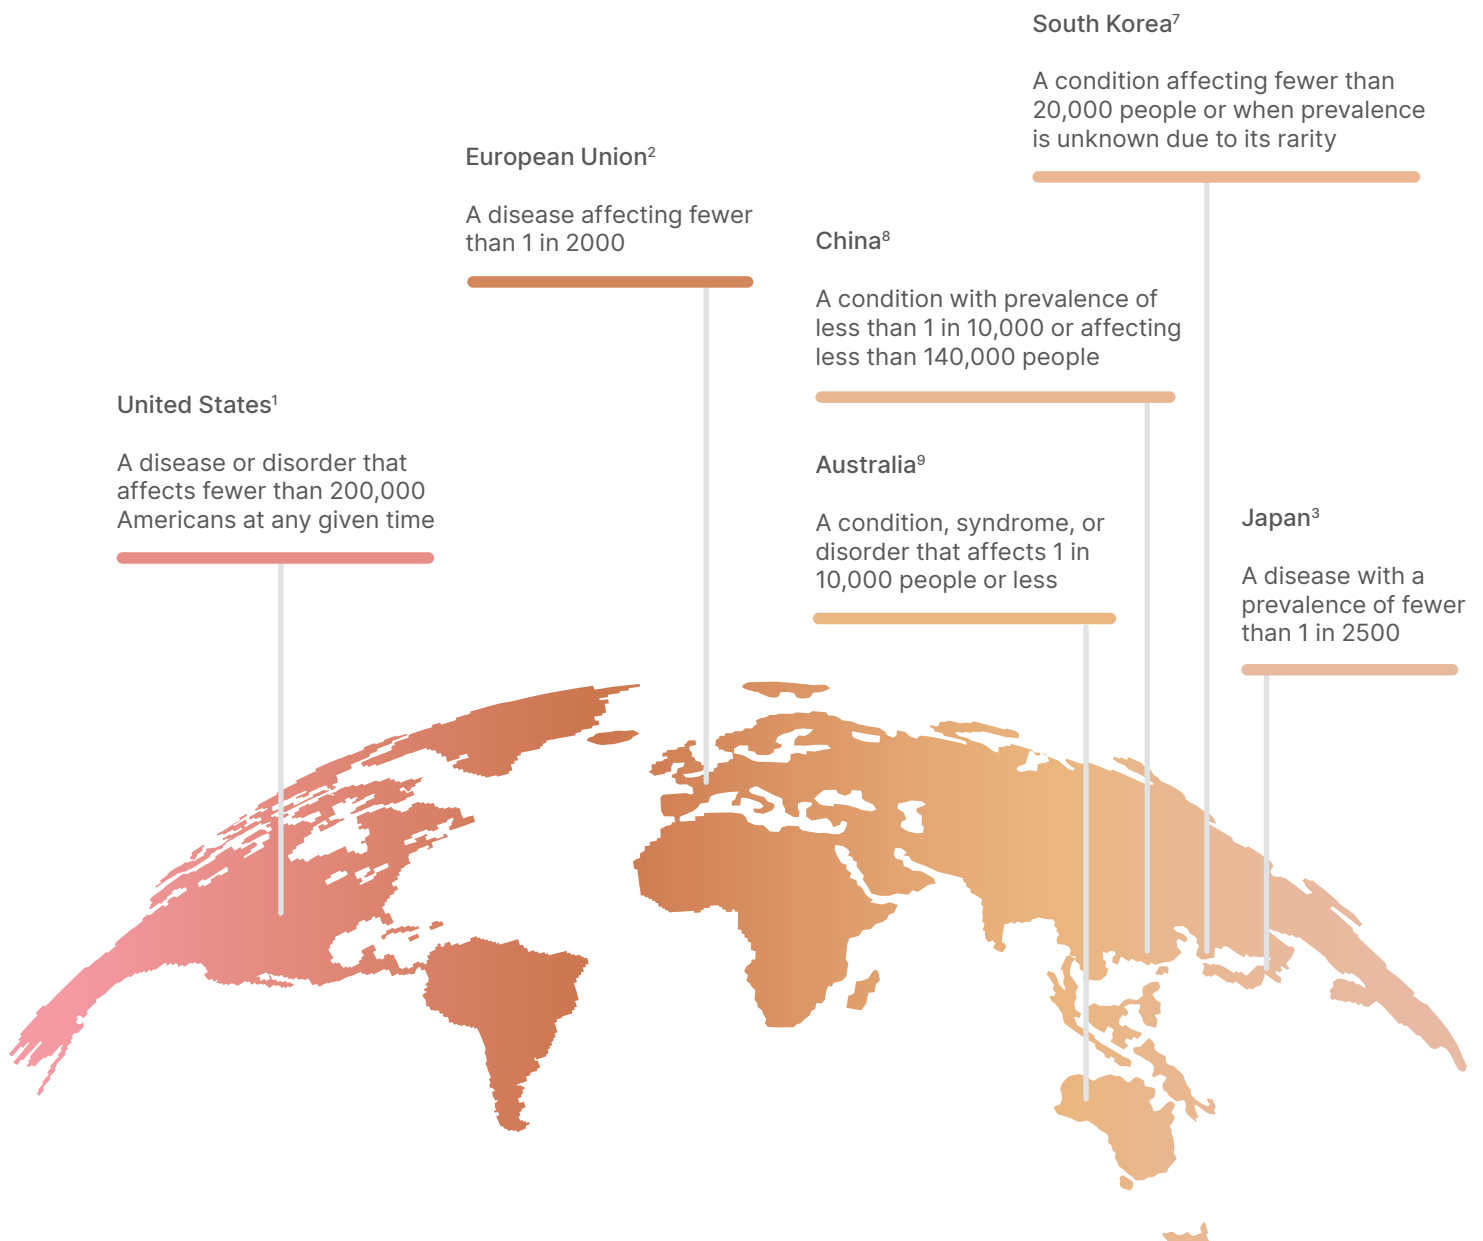 South Korea⁷
A condition affecting fewer than
20,000 people or when prevalence
is unknown due to its rarity
European Union²
A disease affecting fewer
than 1 in 2000
China⁸
A condition with prevalence of
less than 1 in 10,000 or affecting
less than 140,000 people
United States¹
A disease or disorder that
affects fewer than 200,000
Americans at any given time
Australia⁹
A condition, syndrome, or
disorder that affects 1 in
10,000 people or less
Japan³
A disease with a
prevalence of fewer
than 1 in 2500